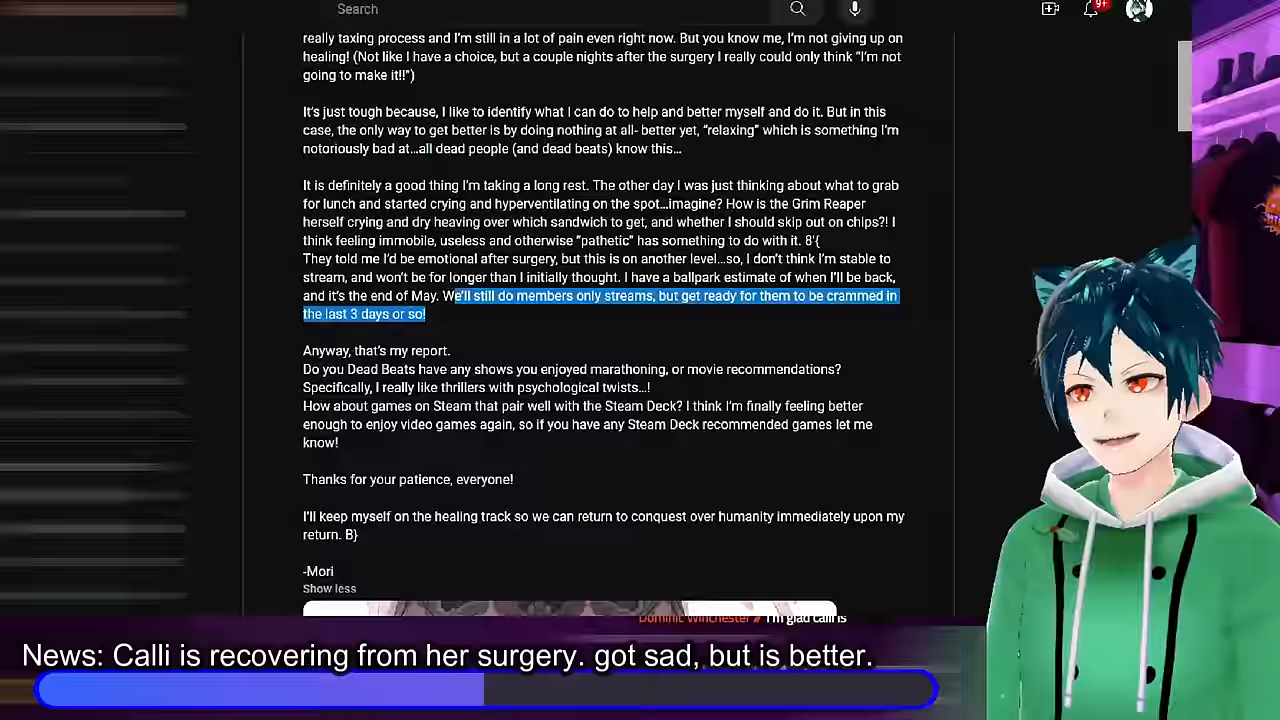 Search
9+
really taxing process and I'm still in a lot of pain even right now. But you know me, I'm not giving up on
healing! (Not like I have a choice, but a couple nights after the surgery I really could only think "I'm not
going to make it!!")
It's just tough because, I like to identify what I can do to help and better myself and do it. But in this
case, the only way to get better is by doing nothing at all- better yet, "relaxing" which is something I'm
notoriously bad at…all dead people (and dead beats) know this…
It is definitely a good thing I'm taking a long rest. The other day I was just thinking about what to grab
for lunch and started crying and hyperventilating on the spot…imagine? How is the Grim Reaper
herself crying and dry heaving over which sandwich to get, and whether I should skip out on chips?! I
think feeling immobile, useless and otherwise "pathetic" has something to do with it. 8'{
They told me I'd be emotional after surgery, but this is on another level…so, I don't think I'm stable to
stream, and won't be for longer than I initially thought. I have a ballpark estimate of when I'll be back,
and it's the end of May. We'll still do members only streams, but get ready for them to be crammed in
the last 3 days or so!
Anyway, that's my report.
Do you Dead Beats have any shows you enjoyed marathoning, or movie recommendations?
Specifically, I really like thrillers with psychological twists…!
How about games on Steam that pair well with the Steam Deck? I think I'm finally feeling better
enough to enjoy video games again, so if you have any Steam Deck recommended games let me
know!
Thanks for your patience, everyone!
I'll keep myself on the healing track so we can return to conquest over humanity immediately upon my
return. B}
-Mori
Show less
Dominic Winchester I'm glad calli is
News: Calli is recovering from her surgery. got sad, but is better.